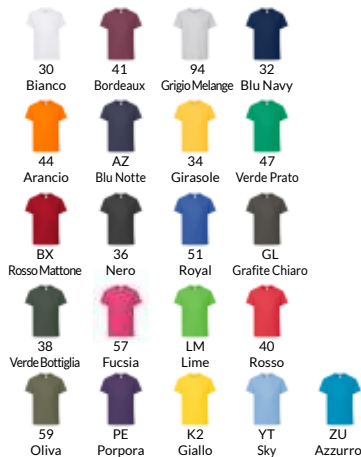 30 41 94 32
Bianco Bordeaux Grigio Melange Blu Navy
44 AZ 34 47
Arancio Blu Notte Girasole Verde Prato
BX 36 51 GL
Rosso Mattone Nero Royal Grafite Chiaro
38 57 LM 40
Verde Bottiglia Fucsia Lime Rosso
59 PE K2 YT ZU
Oliva Porpora Giallo Sky Azzurro